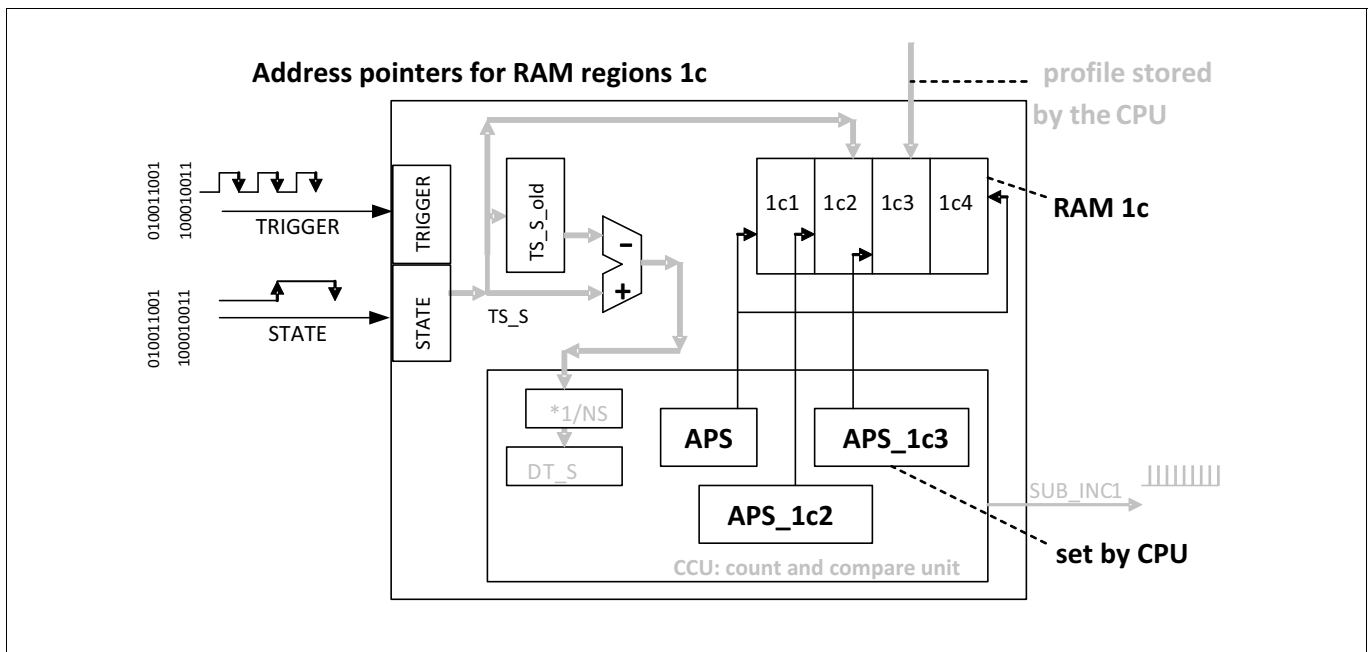 Address pointers for RAM regions 1c
profile stored
by the CPU
010011001
100010011
TRIGGER
TRIGGER
TS_S_old
-
+
1c1
1c2
1c3
1c4
RAM 1c
010011001
100010011
STATE
STATE
TS_S
*1/NS
DT_S
APS
APS_1c3
APS_1c2
SUB_INC1
set by CPU
CCU: count and compare unit